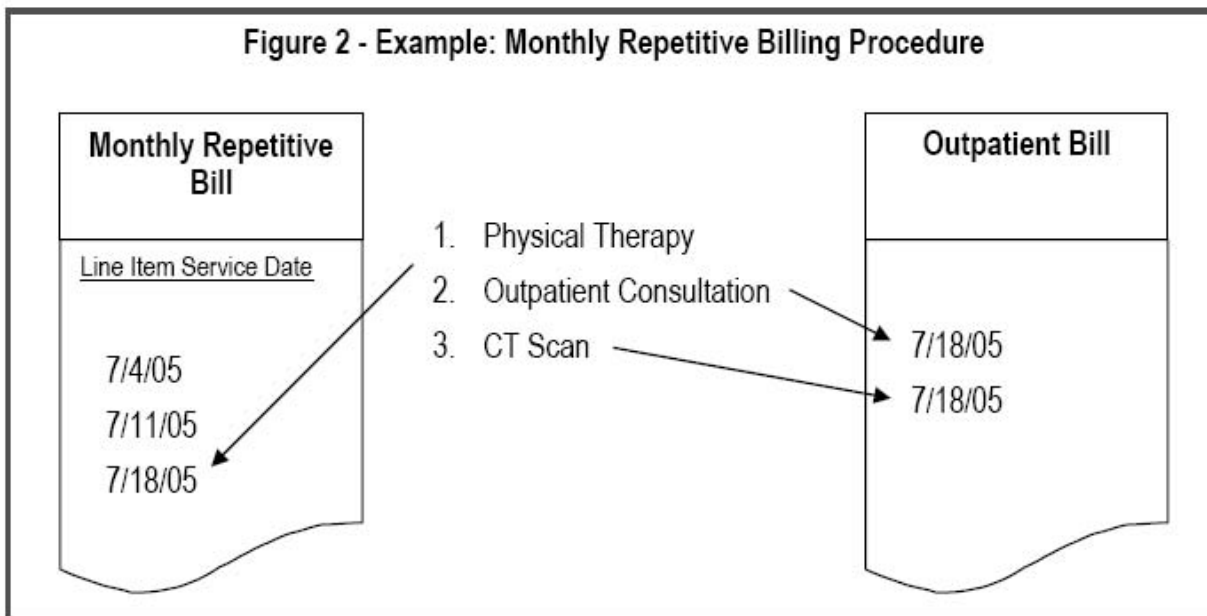 Figure 2 - Example: Monthly Repetitive Billing Procedure
Monthly Repetitive
Bill
Line Item Service Date
7/4/05
7/11/05
7/18/05
1. Physical Therapy
2. Outpatient Consultation
3. CT Scan
Outpatient Bill
7/18/05
7/18/05